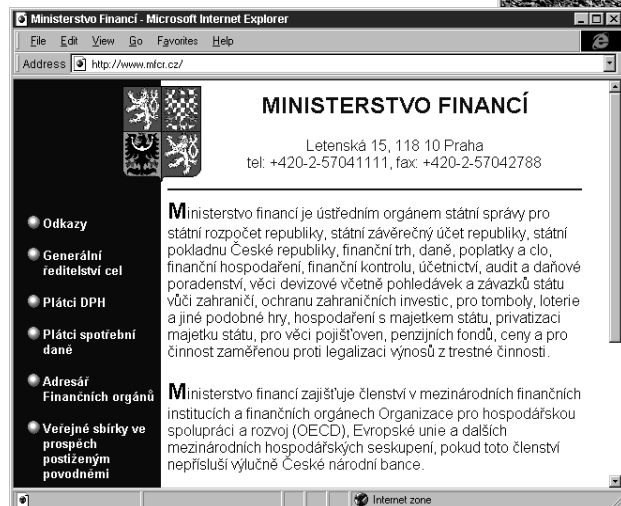 Ministerstvo Financí - Microsoft Internet Explorer
File Edit View Go Favorites Help
Address http://www.mfcr.cz/
MINISTERSTVO FINANCÍ
Letenská 15, 118 10 Praha
tel: +420-2-57041111, fax: +420-2-57042788
Odkazy
Generální
ředitelství cel
Plátci DPH
Plátci spotřební
daně
Adresář
Finančních orgánů
Veřejné sbírky ve
prospěch
postiženým
povodněmi
Ministerstvo financí je ústředním orgánem státní správy pro
státní rozpočet republiky, státní závěrečný účet republiky, státní
pokladnu České republiky, finanční trh, daně, poplatky a clo,
finanční hospodaření, finanční kontrolu, účetnictví, audit a daňové
poradenství, věci devizové včetně pohledávek a závazků státu
vůči zahraničí, ochranu zahraničních investic, pro tomboly, loterie
a jiné podobné hry, hospodaření s majetkem státu, privatizaci
majetku státu, pro věci pojišťoven, penzijních fondů, ceny a pro
činnost zaměřenou proti legalizaci výnosů z trestné činnosti.
Ministerstvo financí zajišťuje členství v mezinárodních finančních
institucích a finančních orgánech Organizace pro hospodářskou
spolupráci a rozvoj (OECD), Evropské unie a dalších
mezinárodních hospodářských seskupení, pokud toto členství
nepřísluší výlučně České národní bance.
Internet zone